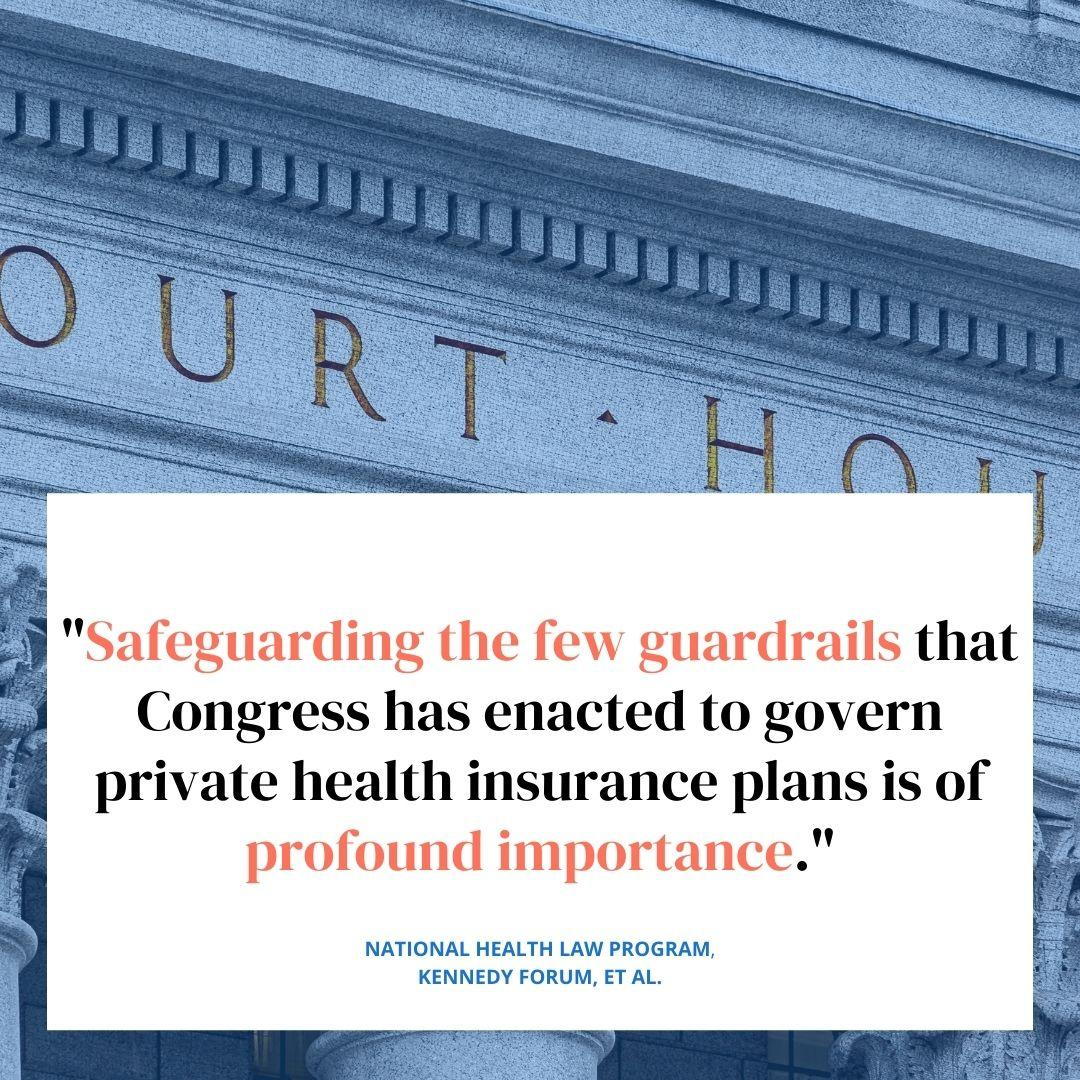 OURT ▴ HOU
"Safeguarding the few guardrails that
Congress has enacted to govern
private health insurance plans is of
profound importance."
NATIONAL HEALTH LAW PROGRAM,
KENNEDY FORUM, ET AL.